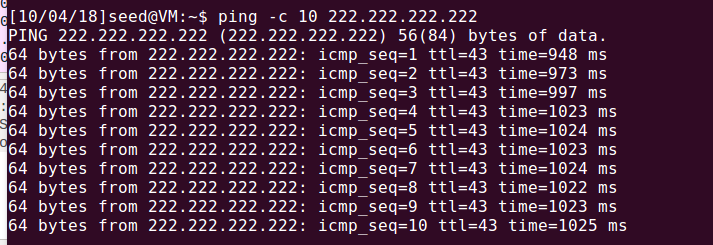 [10/04/18]seed@VM:~$ ping -c 10 222.222.222.222
PING 222.222.222.222 (222.222.222.222) 56(84) bytes of data.
64 bytes from 222.222.222.222: icmp_seq=1 ttl=43 time=948 ms
64 bytes from 222.222.222.222: icmp_seq=2 ttl=43 time=973 ms
64 bytes from 222.222.222.222: icmp_seq=3 ttl=43 time=997 ms
64 bytes from 222.222.222.222: icmp_seq=4 ttl=43 time=1023 ms
64 bytes from 222.222.222.222: icmp_seq=5 ttl=43 time=1024 ms
64 bytes from 222.222.222.222: icmp_seq=6 ttl=43 time=1023 ms
64 bytes from 222.222.222.222: icmp_seq=7 ttl=43 time=1024 ms
64 bytes from 222.222.222.222: icmp_seq=8 ttl=43 time=1022 ms
64 bytes from 222.222.222.222: icmp_seq=9 ttl=43 time=1023 ms
64 bytes from 222.222.222.222: icmp_seq=10 ttl=43 time=1025 ms